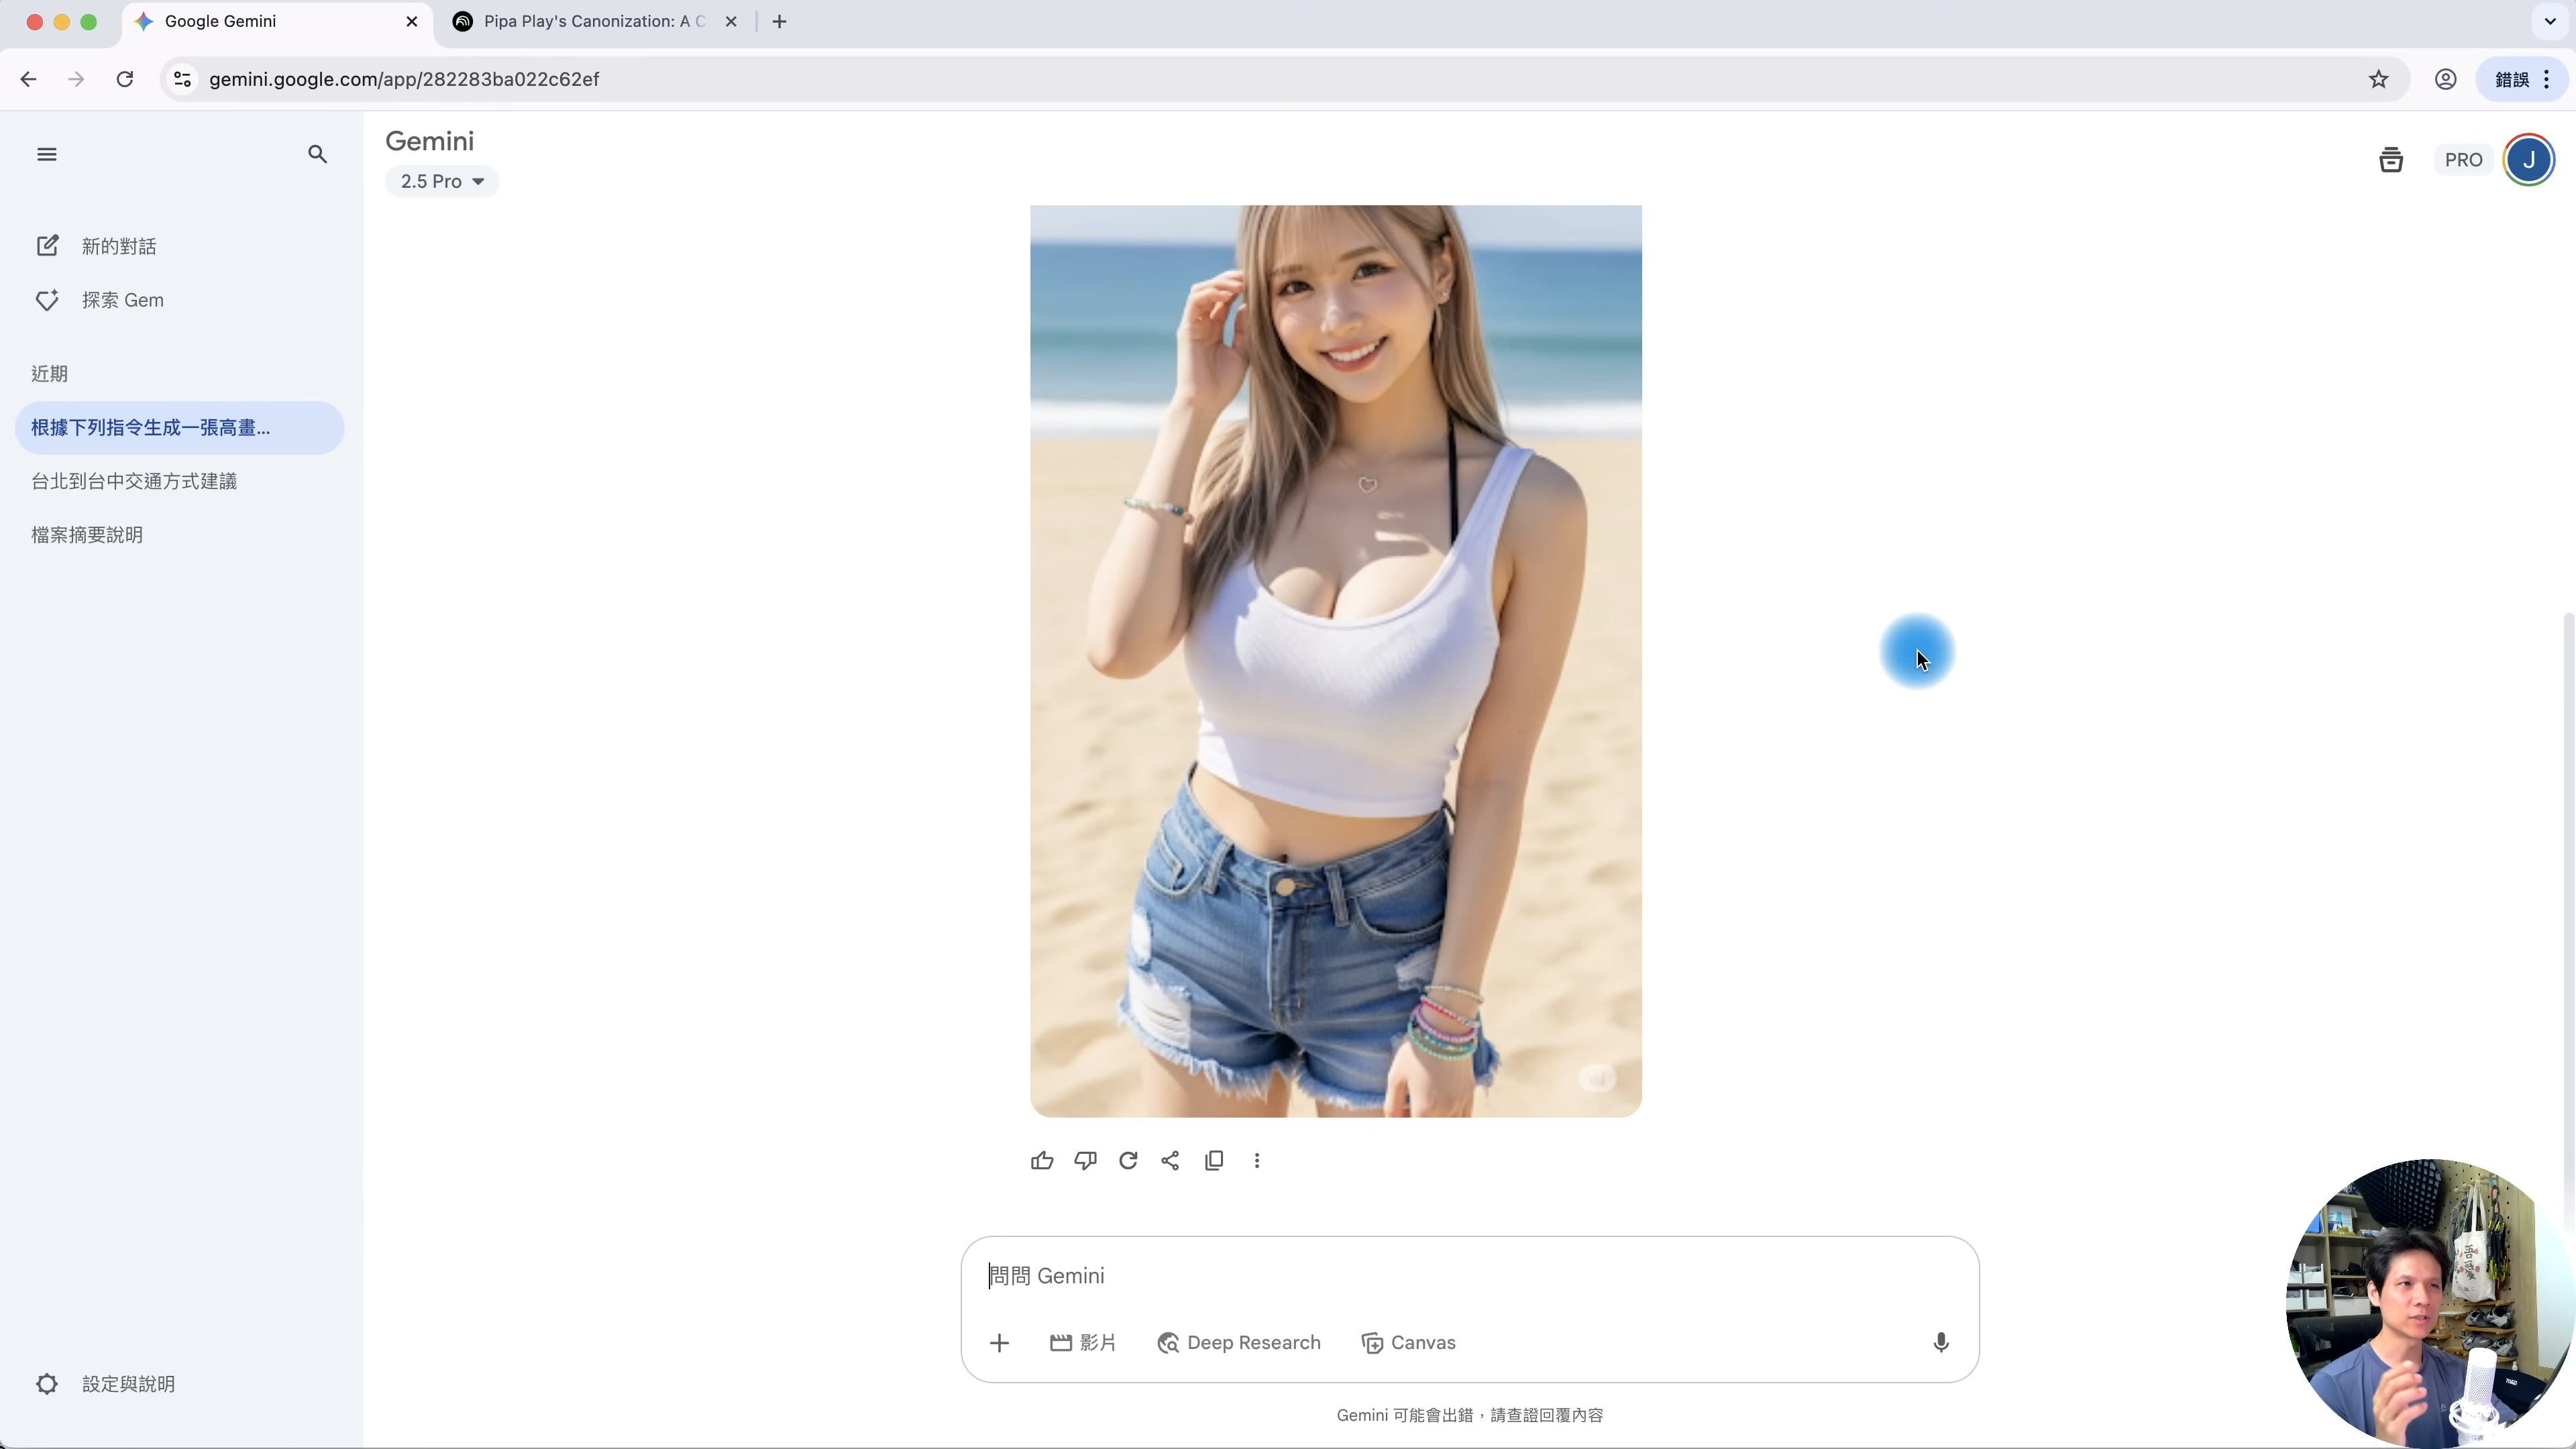 Google Gemini
Pipa Play's Canonization: A C
gemini.google.com/app/282283ba022c62ef
錯誤
Gemini
2.5 Pro
PRO
J
新的對話
探索 Gem
近期
根據下列指令生成一張高畫...
台北到台中交通方式建議
檔案摘要說明
ai
問問 Gemini
影片
Deep Research
Canvas
設定與說明
Gemini 可能會出錯，請查證回覆內容